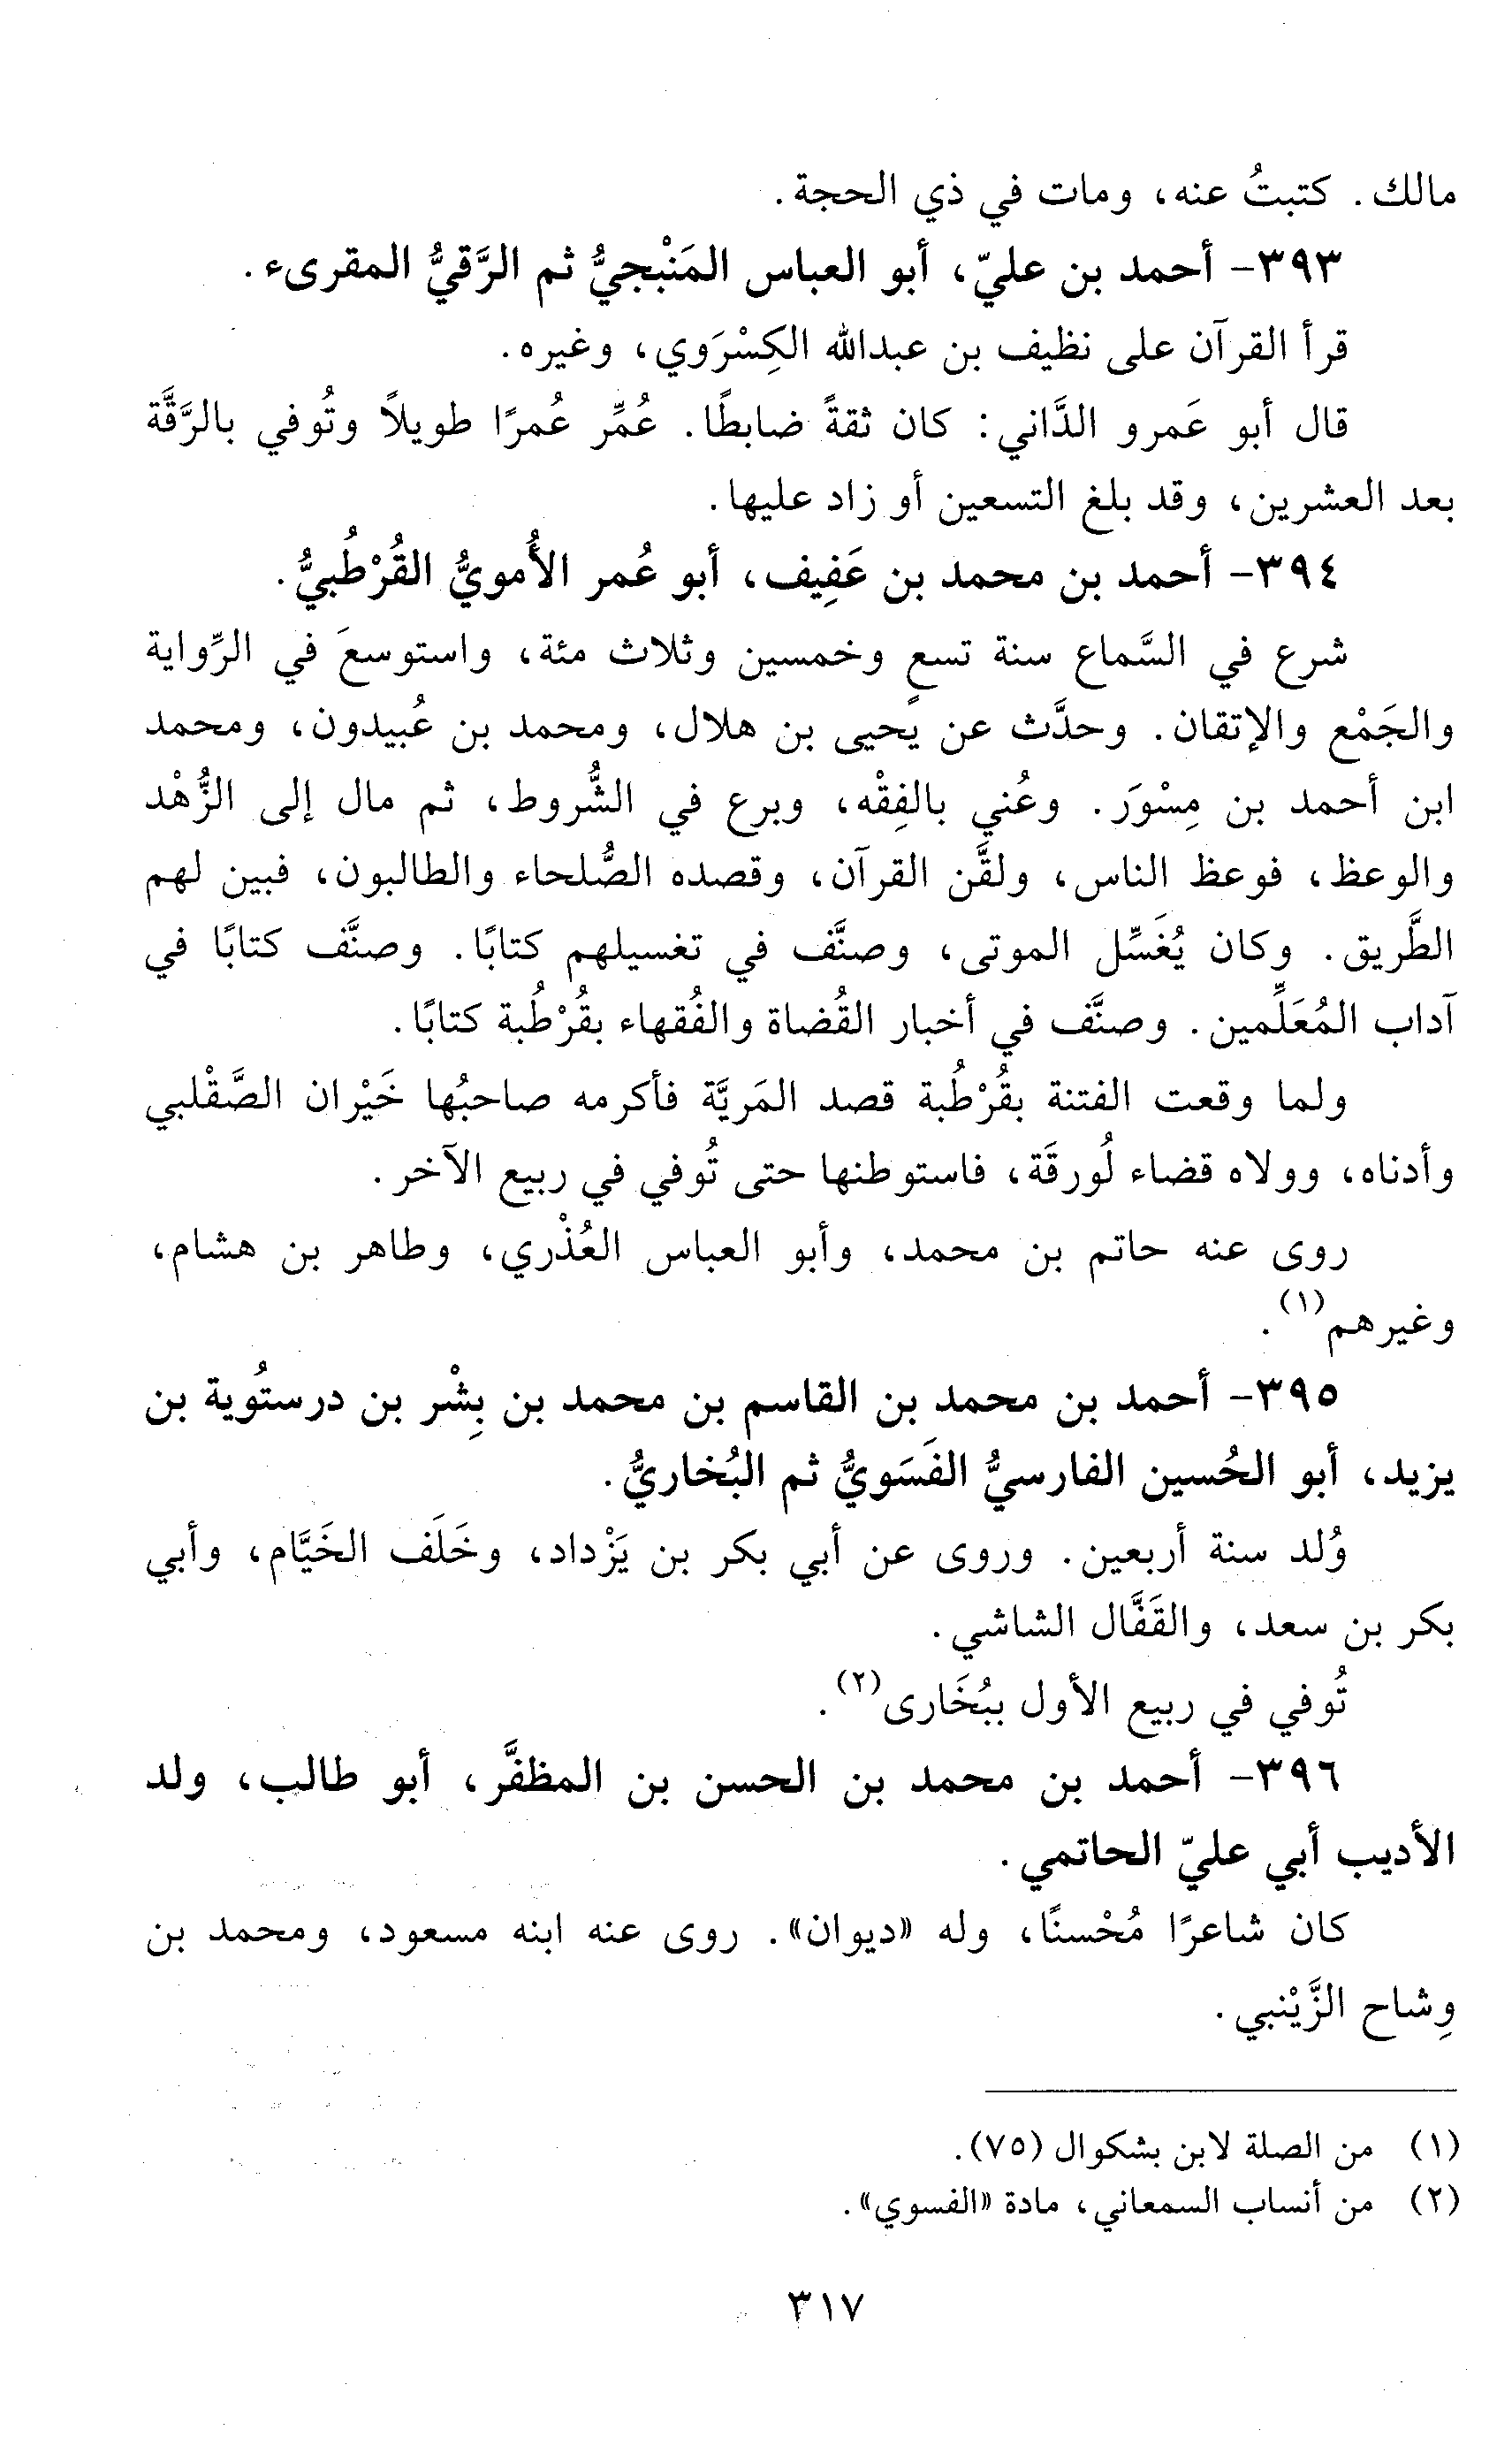 مالك. كتبتُ عنه، ومات في ذي الحجة.
٣٩٣- أحمد بن عليّ، أبو العباس المَنْبجيُّ ثم الرَّقيُّ المقرىء.
قرأ القرآن على نظيف بن عبدالله الكِسْرَوي، وغيره.
قال أبو عَمرو الدَّاني: كان ثقةً ضابطًا. عُمِّر عُمرًا طويلاً وتُوفي بالرَّقَّة
بعد العشرين، وقد بلغ التسعين أو زاد عليها.
٣٩٤- أحمد بن محمد بن عَفِيف، أبو عُمر الأُمويُّ القُرْطُبيُّ.
شرع في السَّماع سنة تسعٍ وخمسين وثلاث مئة، واستوسعَ في الرِّواية
والجَمْع والإتقان. وحدَّث عن يحيى بن هلال، ومحمد بن عُبيدون، ومحمد
ابن أحمد بن مِسْوَر. وعُني بالفِقْه، وبرع في الشُّروط، ثم مال إلى الزُّهْد
والوعظ، فوعظ الناس، ولقَّن القرآن، وقصده الصُّلحاء والطالبون، فبين لهم
الطَّريق. وكان يُغَسِّل الموتى، وصنَّف في تغسيلهم كتابًا. وصنَّف كتابًا في
آداب المُعَلِّمين. وصنَّف في أخبار القُضاة والفُقهاء بقُرْطُبة كتابًا.
ولما وقعت الفتنة بقُرْطُبة قصد المَريَّة فأكرمه صاحبُها خَيْران الصَّقْلبي
وأدناه، وولاه قضاء لُورقَة، فاستوطنها حتى تُوفي في ربيع الآخر.
روى عنه حاتم بن محمد، وأبو العباس العُذْري، وطاهر بن هشام،
وغيرهم(١).
٣٩٥- أحمد بن محمد بن القاسم بن محمد بن بِشْر بن درستُوية بن
يزيد، أبو الحُسين الفارسيُّ الفَسَويُّ ثم البُخاريُّ.
وُلد سنة أربعين. وروى عن أبي بكر بن يَزْداد، وخَلَف الخَيَّام، وأبي
بكر بن سعد، والقَفَّال الشاشي.
تُوفي في ربيع الأول ببُخَارى(٢).
٣٩٦- أحمد بن محمد بن الحسن بن المظفَّر، أبو طالب، ولد
الأديب أبي عليّ الحاتمي.
كان شاعرًا مُحْسنًا، وله «ديوان». روى عنه ابنه مسعود، ومحمد بن
وِشاح الزَّيْنبي.
(١) من الصلة لابن بشكوال (٧٥).
(٢) من أنساب السمعاني، مادة «الفسوي».
٣١٧